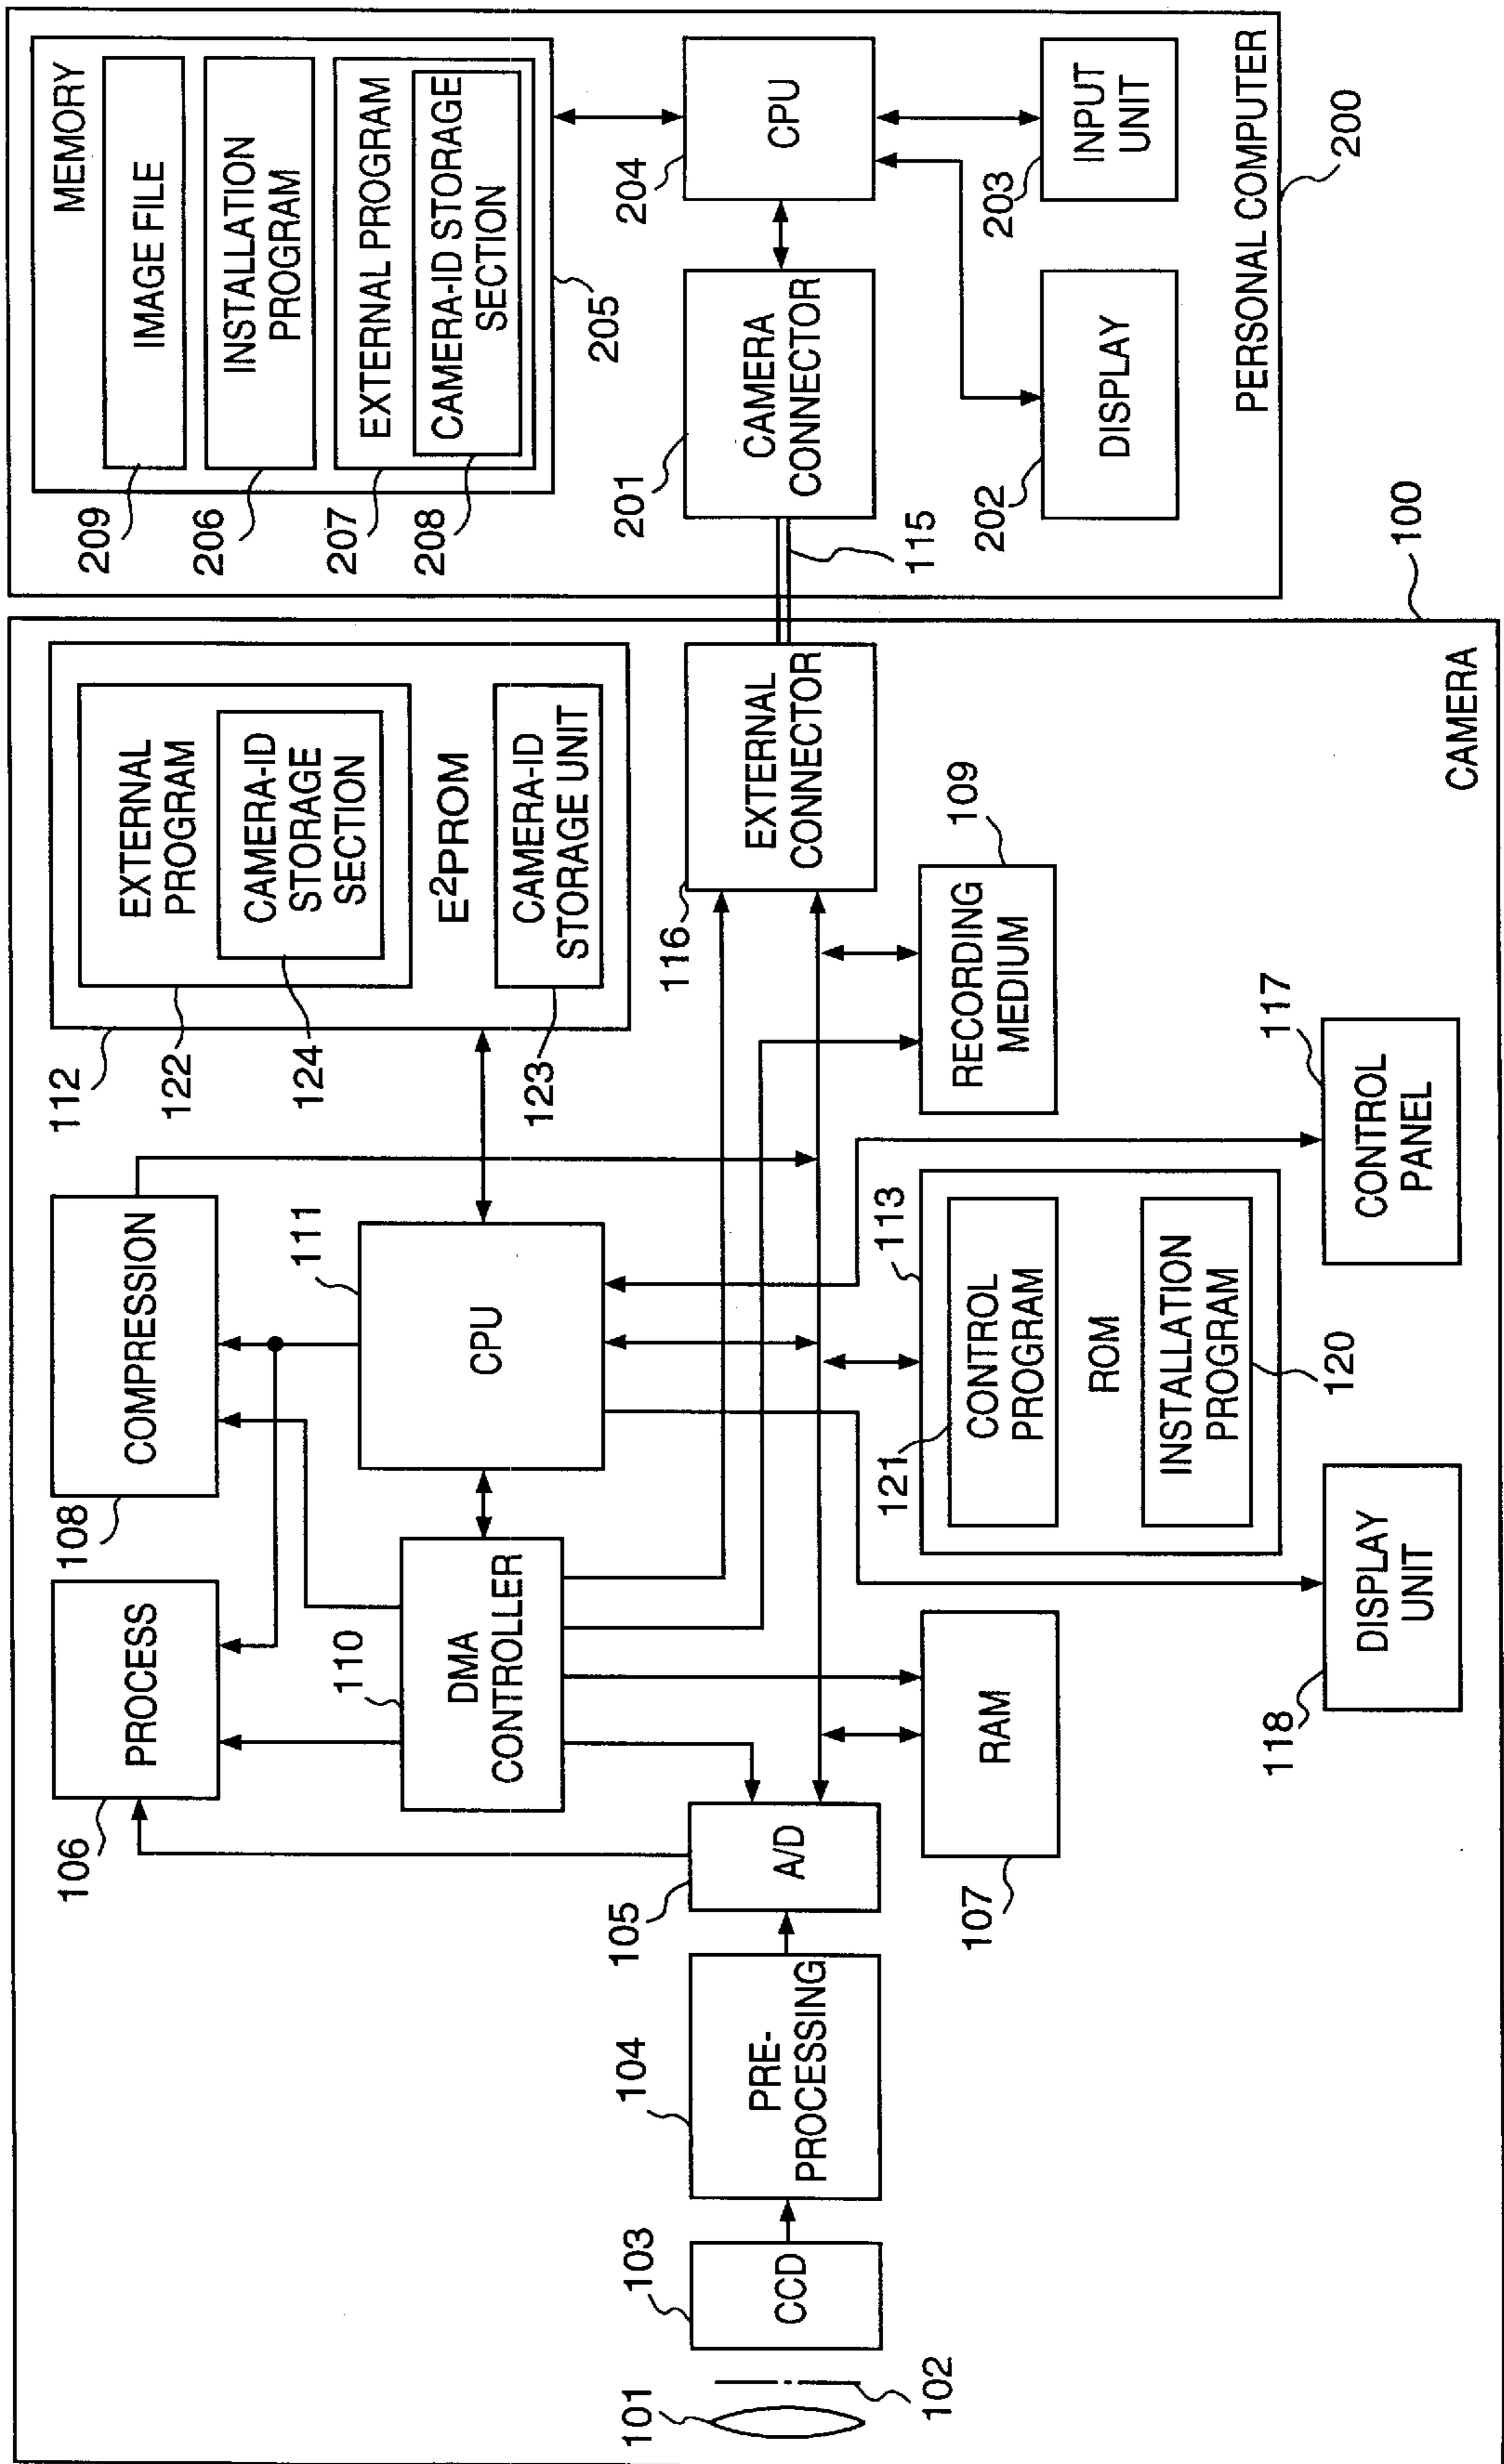 101
102
103
CCD
104
PRE-
PROCESSING
105
A/D
106
PROCESS
108
COMPRESSION
110
DMA
CONTROLLER
111
CPU
107
RAM
112
122
EXTERNAL
PROGRAM
124
CAMERA-ID
STORAGE
SECTION
E²PROM
123
CAMERA-ID
STORAGE UNIT
116
EXTERNAL
CONNECTOR
109
RECORDING
MEDIUM
113
121
CONTROL
PROGRAM
ROM
INSTALLATION
PROGRAM
120
117
CONTROL
PANEL
118
DISPLAY
UNIT
CAMERA
100
115
MEMORY
209
IMAGE FILE
206
INSTALLATION
PROGRAM
207
EXTERNAL PROGRAM
208
CAMERA-ID STORAGE
SECTION
205
201
CAMERA
CONNECTOR
204
CPU
202
DISPLAY
203
INPUT
UNIT
PERSONAL COMPUTER
200